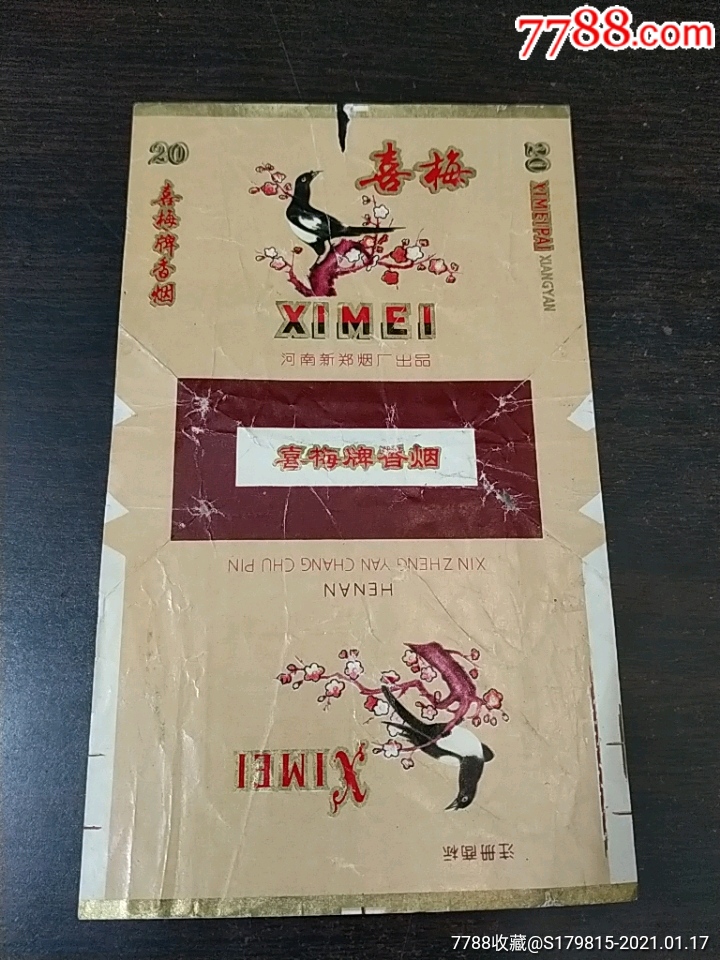 7788.com
20
喜梅
20
喜梅牌香烟
XIMEIPAI XIANGYAN
XIMEI
河南新郑烟厂出品
喜梅牌香烟
XIN ZHENG YAN CHANG CHU PIN
HENAN
XIMEI
注册商标
7788收藏@S179815-2021.01.17